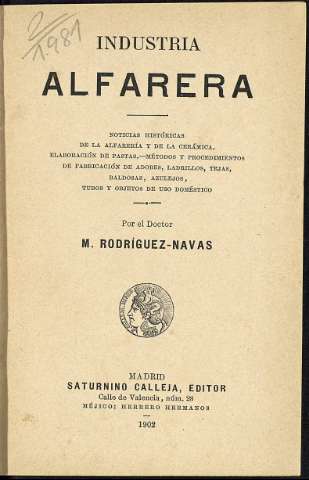 2/1981
INDUSTRIA
ALFARERA
NOTICIAS HISTÓRICAS
DE LA ALFARERÍA Y DE LA CERÁMICA.
ELABORACIÓN DE PASTAS,—MÉTODOS Y PROCEDIMIENTOS
DE FABRICACIÓN DE ADOBES, LADRILLOS, TEJAS,
BALDOSAS, AZULEJOS,
TUBOS Y OBJETOS DE USO DOMÉSTICO
Por el Doctor
M. RODRÍGUEZ-NAVAS
MADRID
SATURNINO CALLEJA, EDITOR
Calle de Valencia, núm. 28
MÉJICO: HERRERO HERMANOS
1902